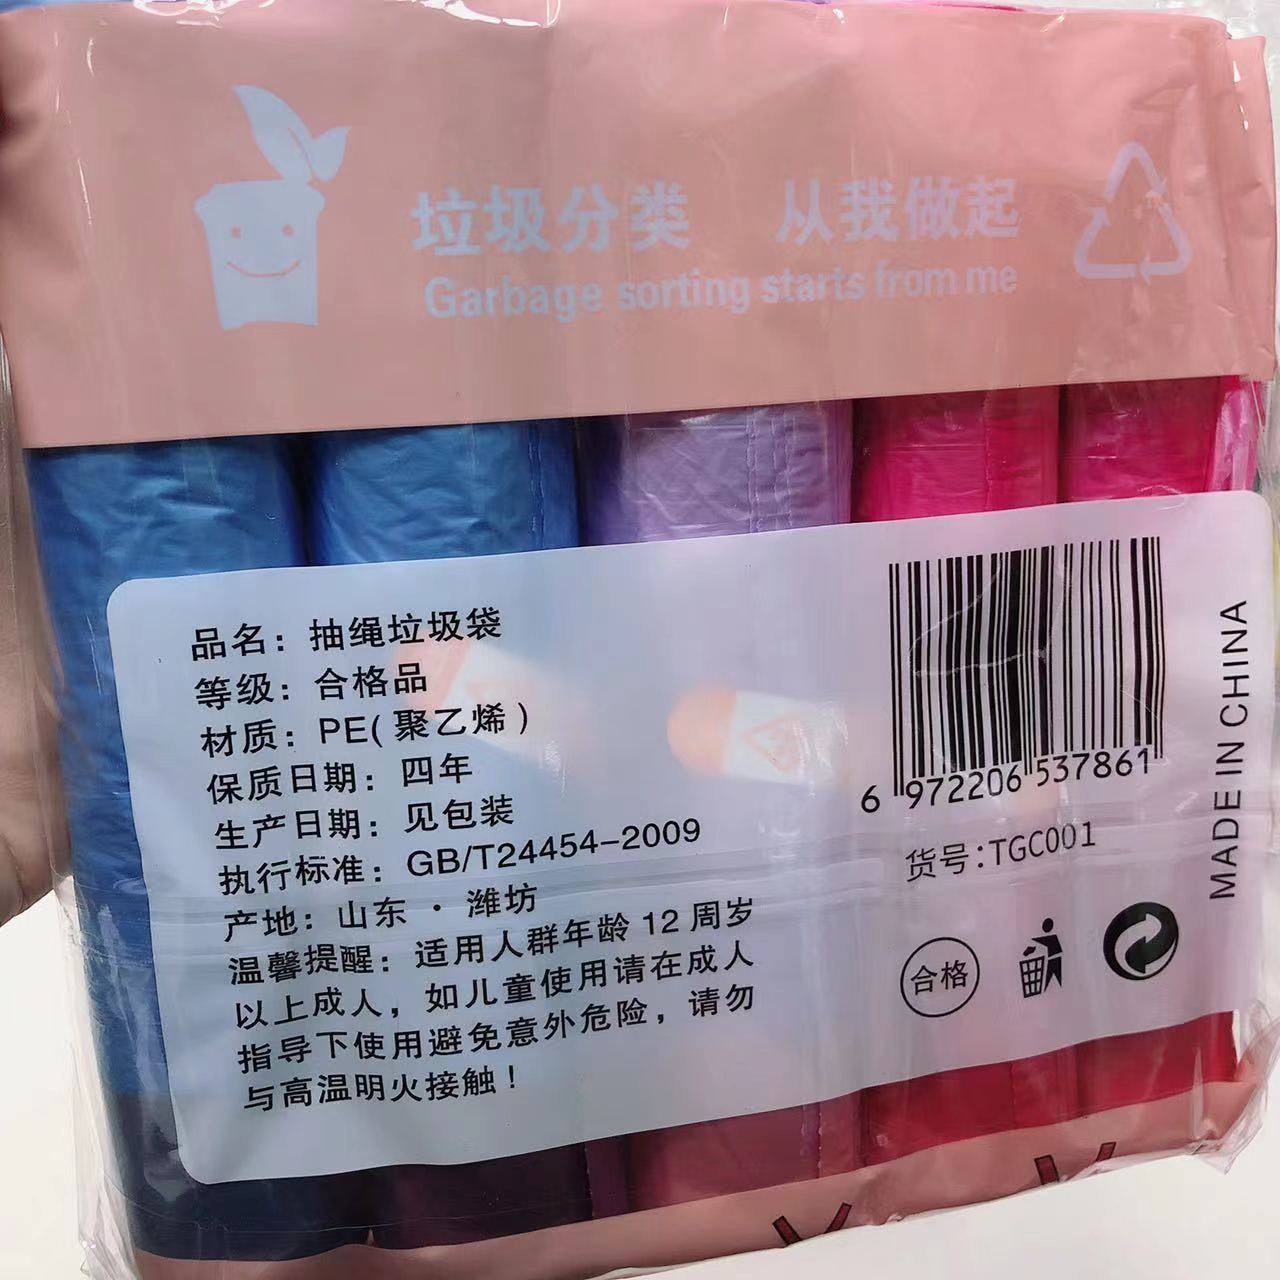 垃圾分类 从我做起
Garbage sorting starts from me
品名：抽绳垃圾袋
等级：合格品
材质：PE(聚乙烯)
保质日期：四年
生产日期：见包装
执行标准：GB/T24454-2009
产地：山东·潍坊
温馨提醒：适用人群年龄12周岁
以上成人，如儿童使用请在成人
指导下使用避免意外危险，请勿
与高温明火接触！
6 972206 537861
货号:TGC001
合格
MADE IN CHINA